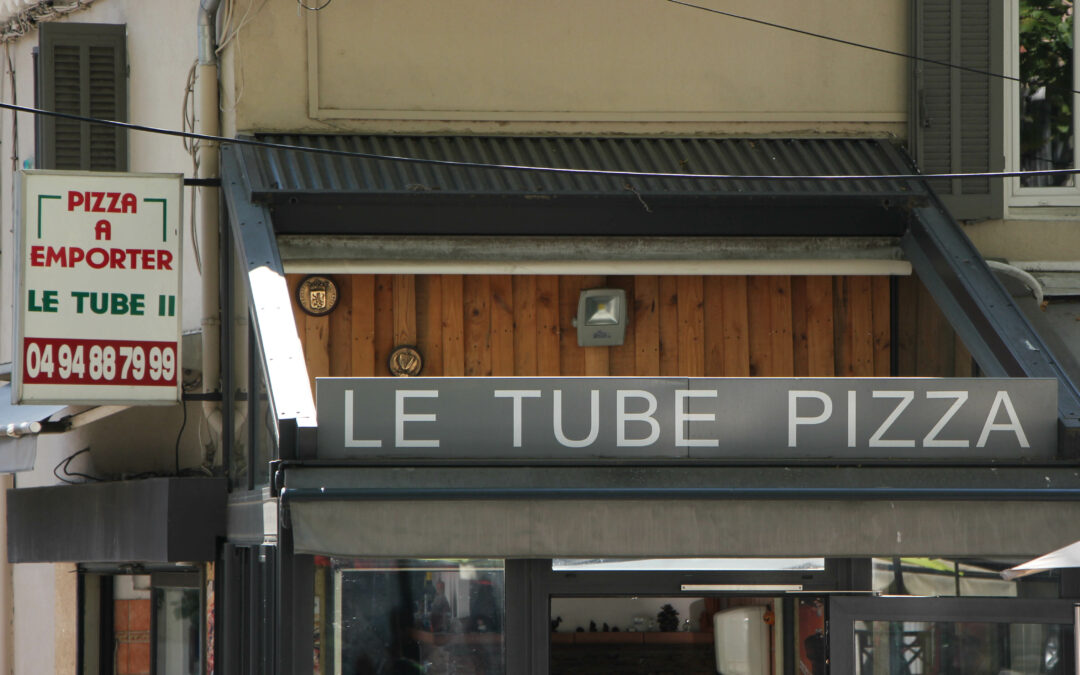 PIZZA
A
EMPORTER
LE TUBE II
04 94 88 79 99
LE TUBE PIZZA